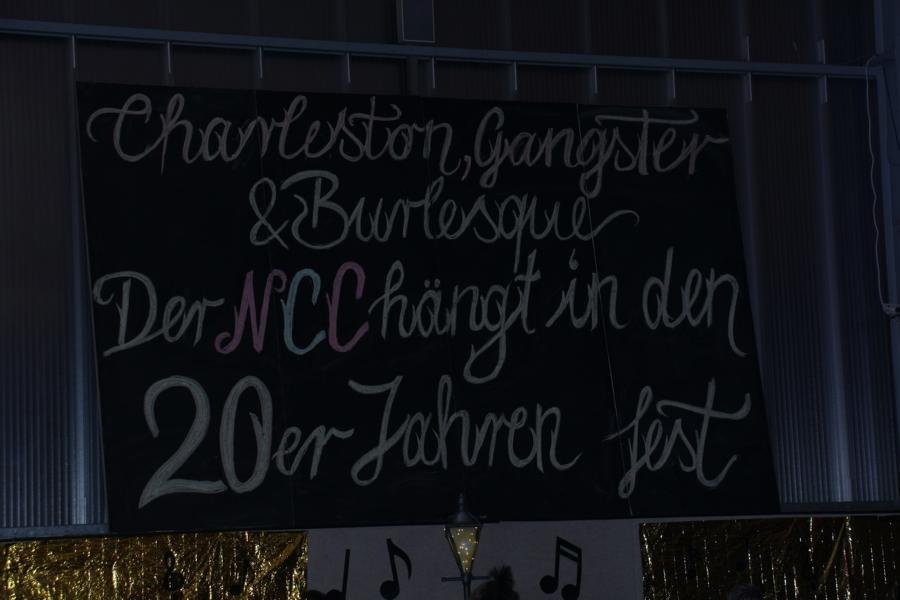 Charleston, Gangster
& Burlesque
Der NCC hängt in den
20er Jahren fest